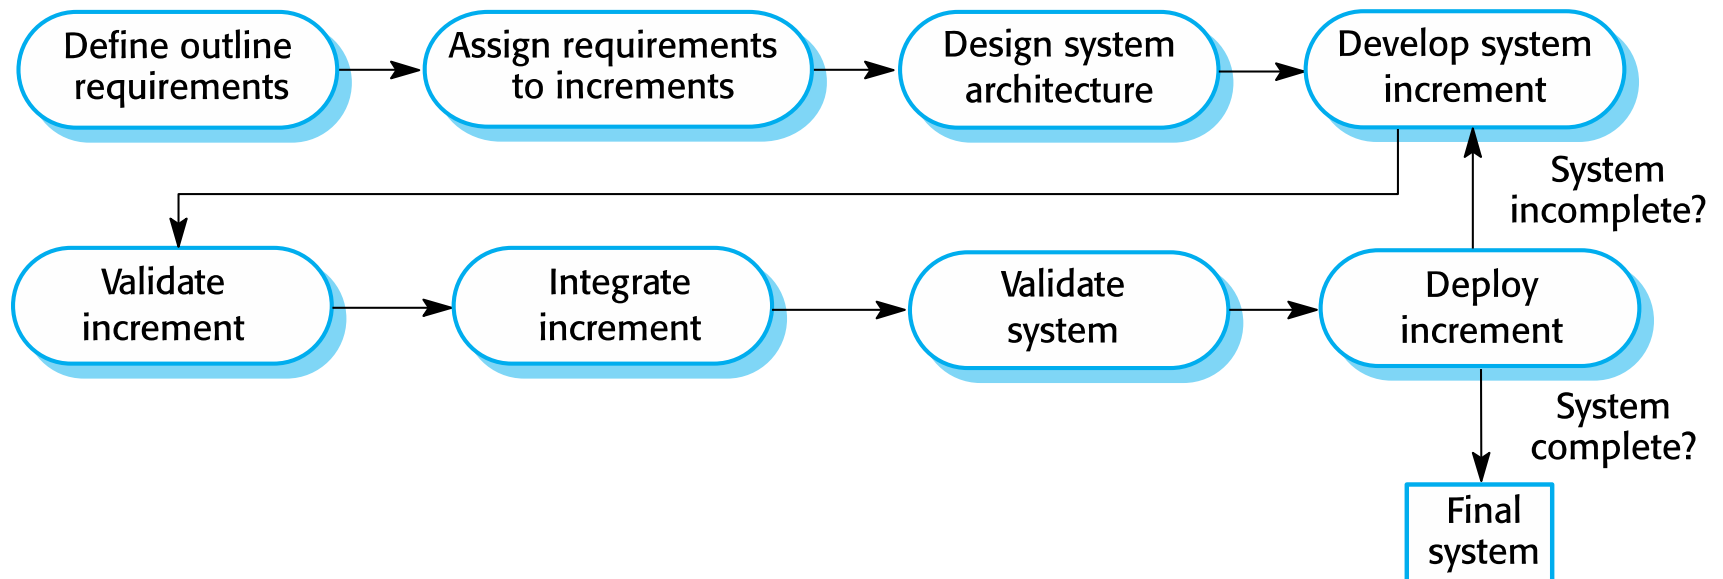 Define outline
requirements
Assign requirements
to increments
Design system
architecture
Develop system
increment
System
incomplete?
Validate
increment
Integrate
increment
Validate
system
Deploy
increment
System
complete?
Final
system